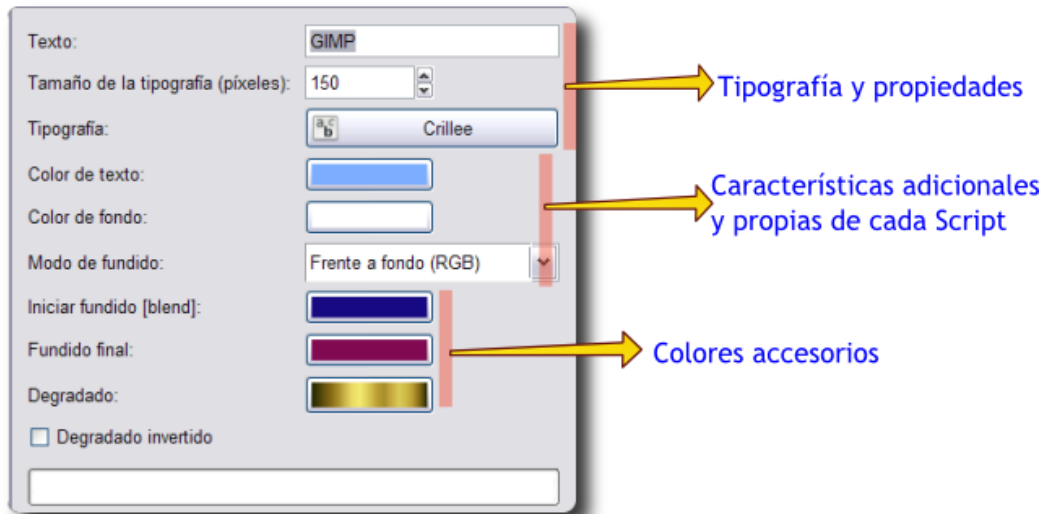 Texto: GIMP
Tamaño de la tipografía (píxeles): 150
Tipografía: Crillee
Color de texto:
Color de fondo:
Modo de fundido: Frente a fondo (RGB)
Iniciar fundido [blend]:
Fundido final:
Degradado:
Degradado invertido
Tipografía y propiedades
Carácterísticas adicionales
y propias de cada Script
Colores accesorios